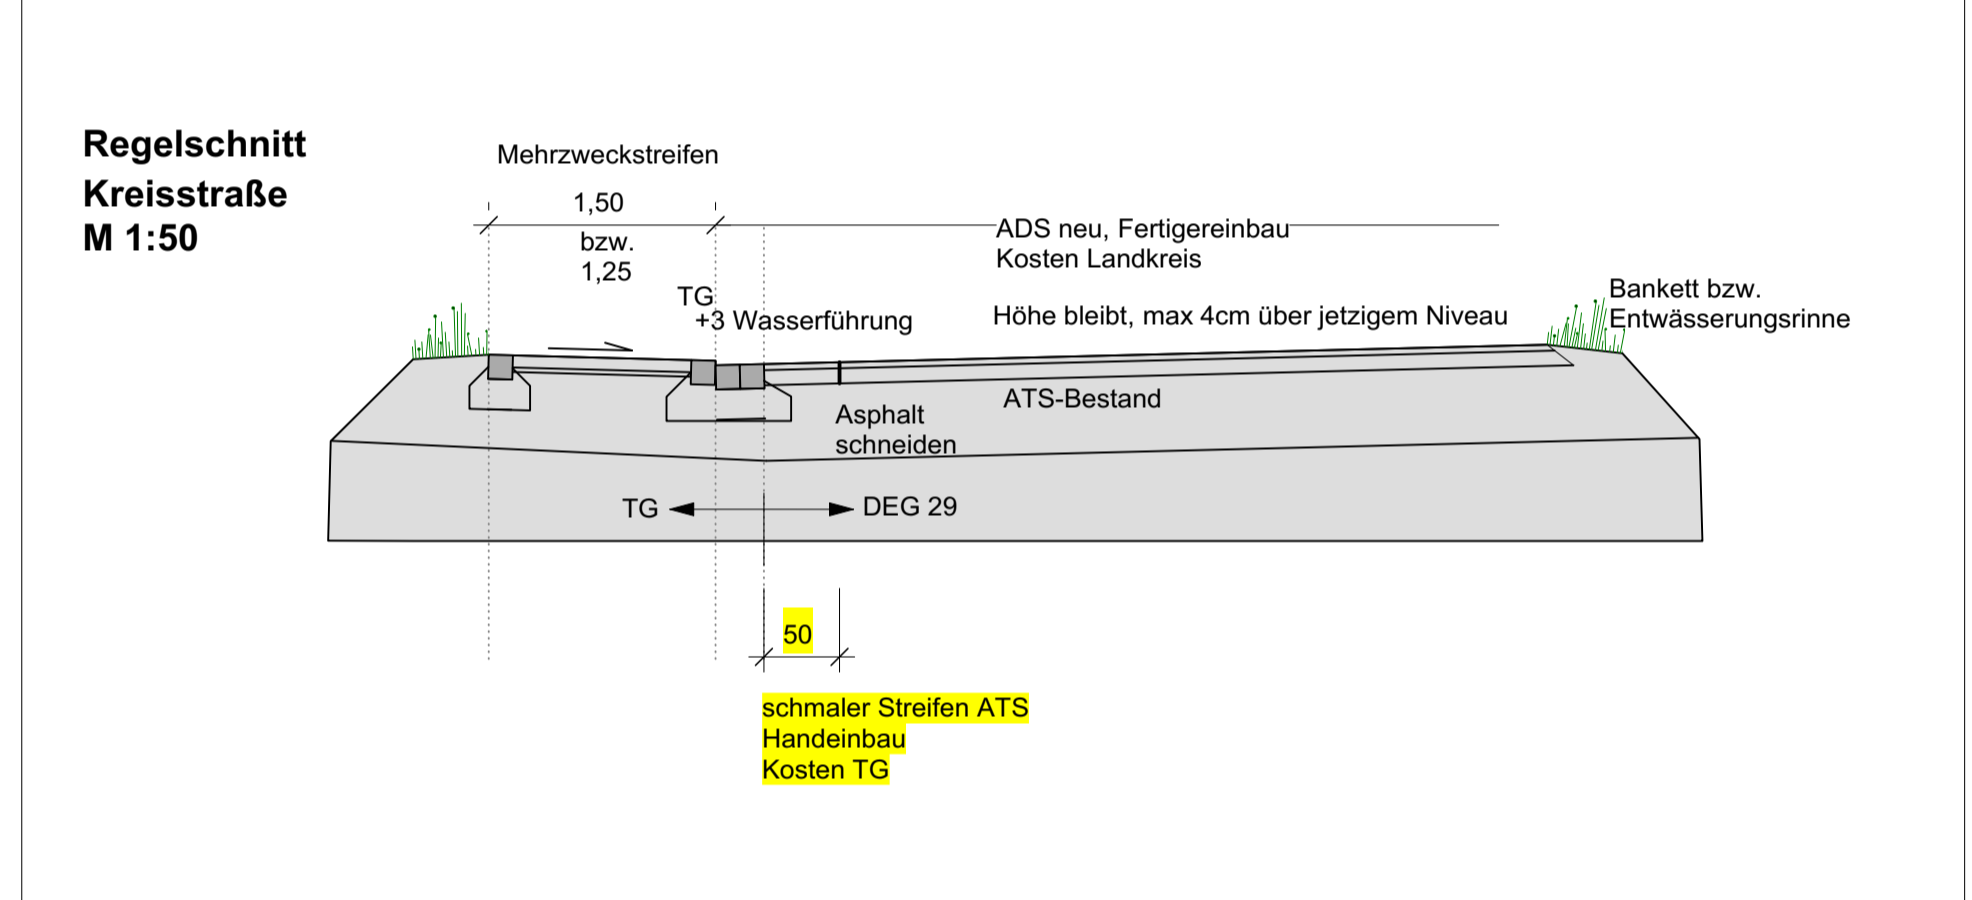 Regelschnitt
Kreisstraße
M 1:50
Mehrzweckstreifen
1,50
bzw.
1,25
ADS neu, Fertigereinbau
Kosten Landkreis
TG
+3 Wasserführung
Höhe bleibt, max 4cm über jetzigem Niveau
Bankett bzw.
Entwässerungsrinne
ATS-Bestand
Asphalt
schneiden
TG
DEG 29
50
schmaler Streifen ATS
Handeinbau
Kosten TG